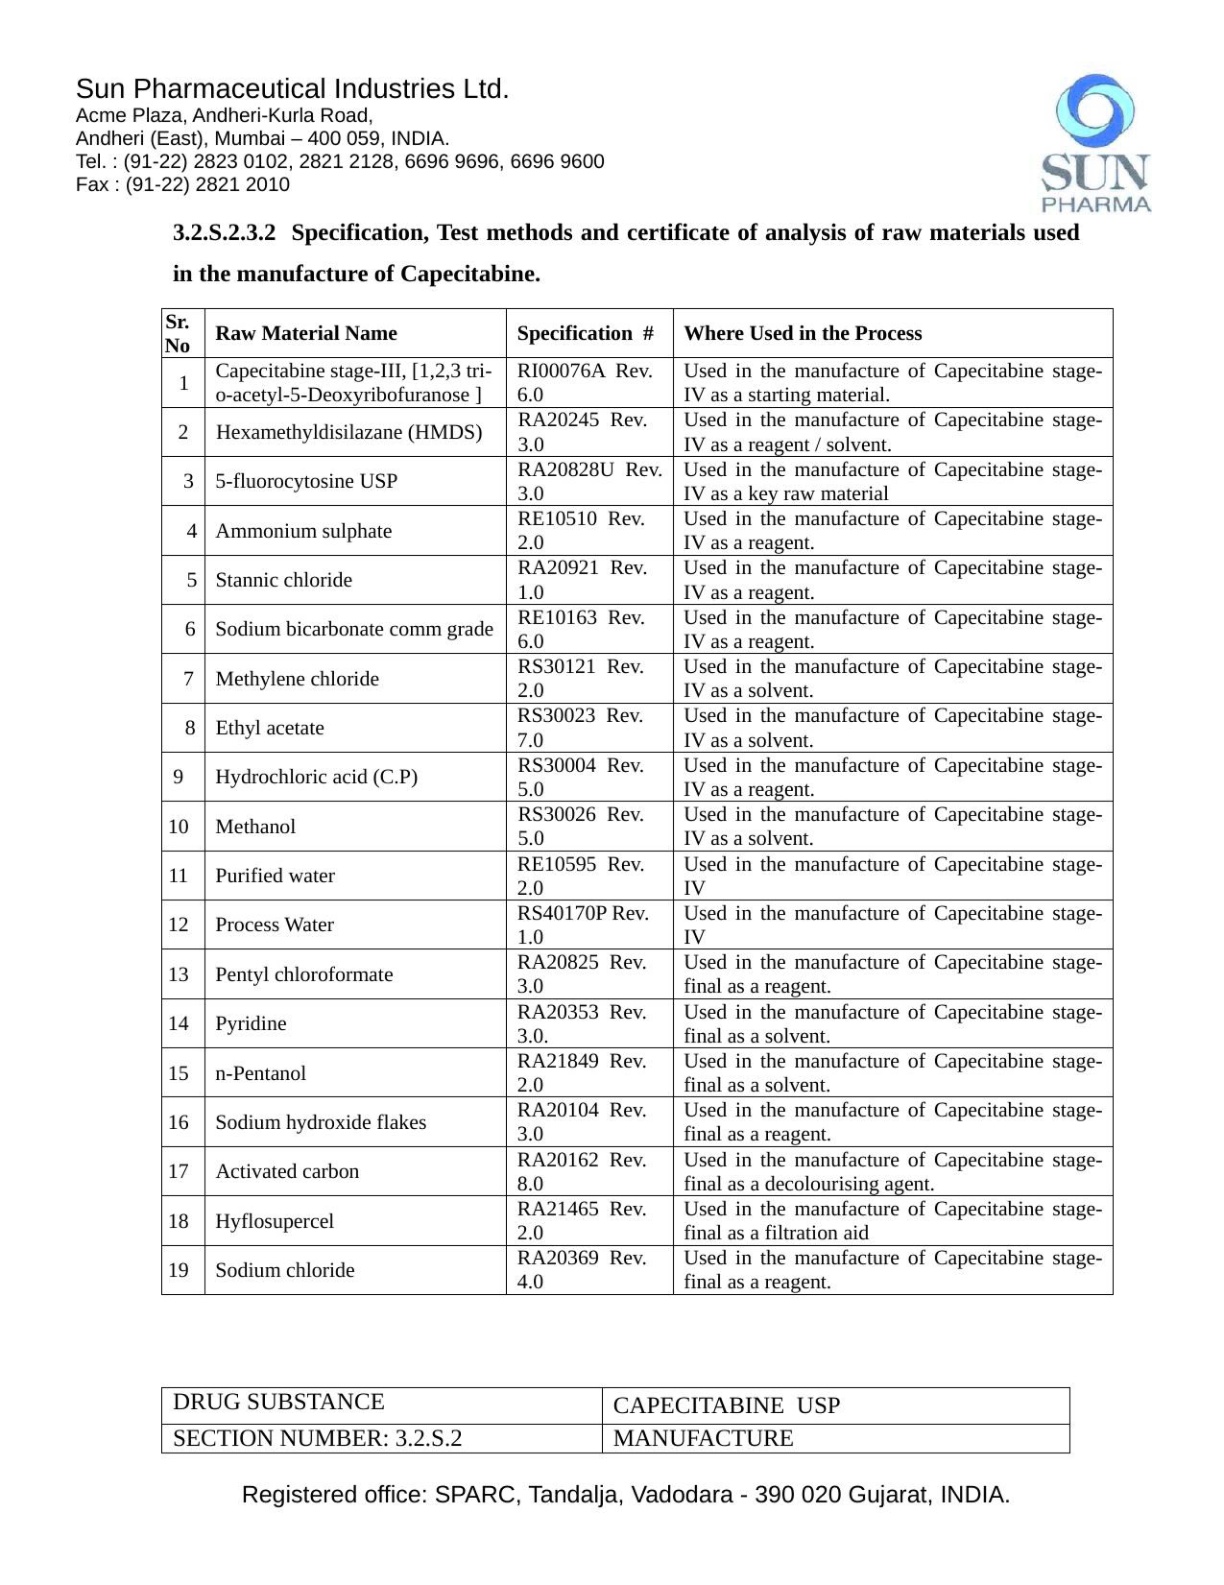 Sun Pharmaceutical Industries Ltd.
Acme Plaza, Andheri-Kurla Road,
Andheri (East), Mumbai – 400 059, INDIA.
Tel. : (91-22) 2823 0102, 2821 2128, 6696 9696, 6696 9600
Fax : (91-22) 2821 2010
SUN
PHARMA
3.2.S.2.3.2 Specification, Test methods and certificate of analysis of raw materials used
in the manufacture of Capecitabine.
Sr.
No
Raw Material Name
Specification #
Where Used in the Process
1
Capecitabine stage-III, [1,2,3 tri-
o-acetyl-5-Deoxyribofuranose ]
RI00076A Rev.
6.0
Used in the manufacture of Capecitabine stage-
IV as a starting material.
2
Hexamethyldisilazane (HMDS)
RA20245 Rev.
3.0
Used in the manufacture of Capecitabine stage-
IV as a reagent / solvent.
3
5-fluorocytosine USP
RA20828U Rev.
3.0
Used in the manufacture of Capecitabine stage-
IV as a key raw material
4
Ammonium sulphate
RE10510 Rev.
2.0
Used in the manufacture of Capecitabine stage-
IV as a reagent.
5
Stannic chloride
RA20921 Rev.
1.0
Used in the manufacture of Capecitabine stage-
IV as a reagent.
6
Sodium bicarbonate comm grade
RE10163 Rev.
6.0
Used in the manufacture of Capecitabine stage-
IV as a reagent.
7
Methylene chloride
RS30121 Rev.
2.0
Used in the manufacture of Capecitabine stage-
IV as a solvent.
8
Ethyl acetate
RS30023 Rev.
7.0
Used in the manufacture of Capecitabine stage-
IV as a solvent.
9
Hydrochloric acid (C.P)
RS30004 Rev.
5.0
Used in the manufacture of Capecitabine stage-
IV as a reagent.
10
Methanol
RS30026 Rev.
5.0
Used in the manufacture of Capecitabine stage-
IV as a solvent.
11
Purified water
RE10595 Rev.
2.0
Used in the manufacture of Capecitabine stage-
IV
12
Process Water
RS40170P Rev.
1.0
Used in the manufacture of Capecitabine stage-
IV
13
Pentyl chloroformate
RA20825 Rev.
3.0
Used in the manufacture of Capecitabine stage-
final as a reagent.
14
Pyridine
RA20353 Rev.
3.0.
Used in the manufacture of Capecitabine stage-
final as a solvent.
15
n-Pentanol
RA21849 Rev.
2.0
Used in the manufacture of Capecitabine stage-
final as a solvent.
16
Sodium hydroxide flakes
RA20104 Rev.
3.0
Used in the manufacture of Capecitabine stage-
final as a reagent.
17
Activated carbon
RA20162 Rev.
8.0
Used in the manufacture of Capecitabine stage-
final as a decolourising agent.
18
Hyflosupercel
RA21465 Rev.
2.0
Used in the manufacture of Capecitabine stage-
final as a filtration aid
19
Sodium chloride
RA20369 Rev.
4.0
Used in the manufacture of Capecitabine stage-
final as a reagent.
DRUG SUBSTANCE
CAPECITABINE USP
SECTION NUMBER: 3.2.S.2
MANUFACTURE
Registered office: SPARC, Tandalja, Vadodara - 390 020 Gujarat, INDIA.